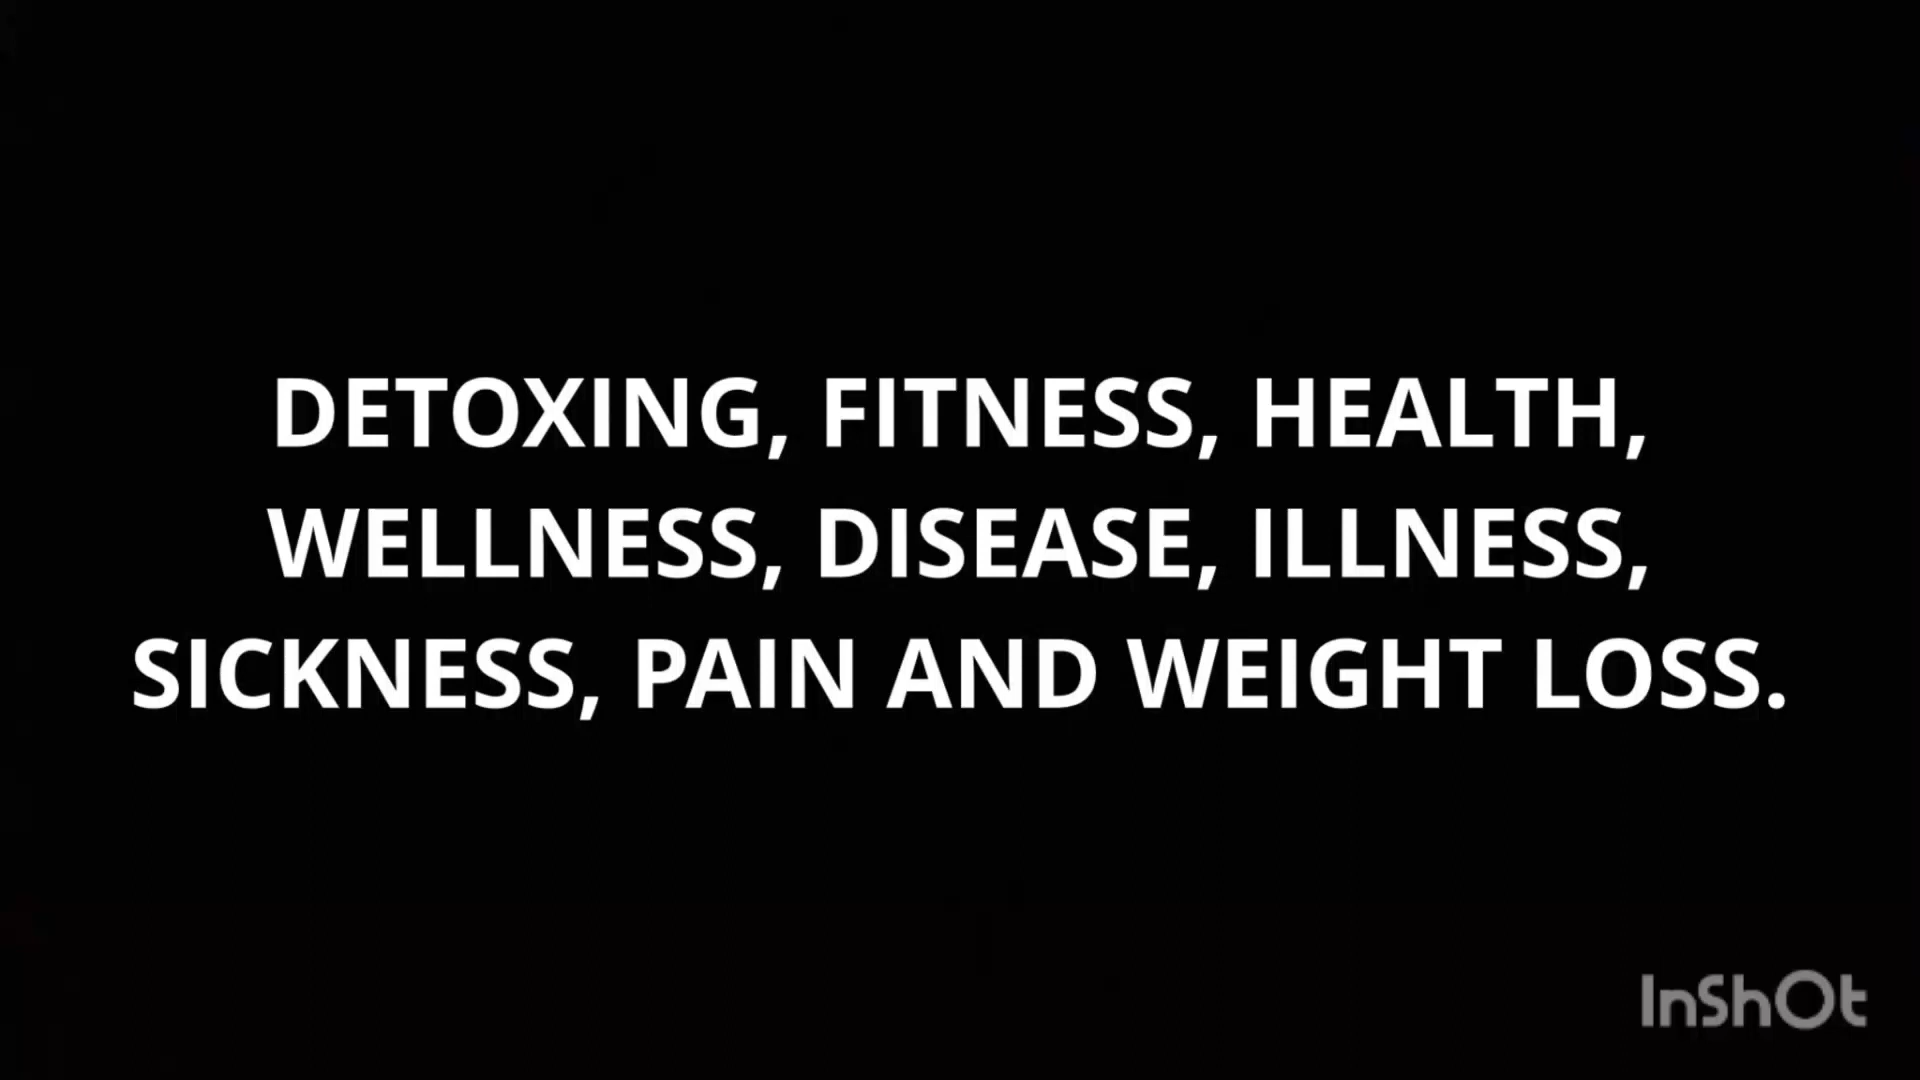 DETOXING, FITNESS, HEALTH,
WELLNESS, DISEASE, ILLNESS,
SICKNESS, PAIN AND WEIGHT LOSS.
InShOt